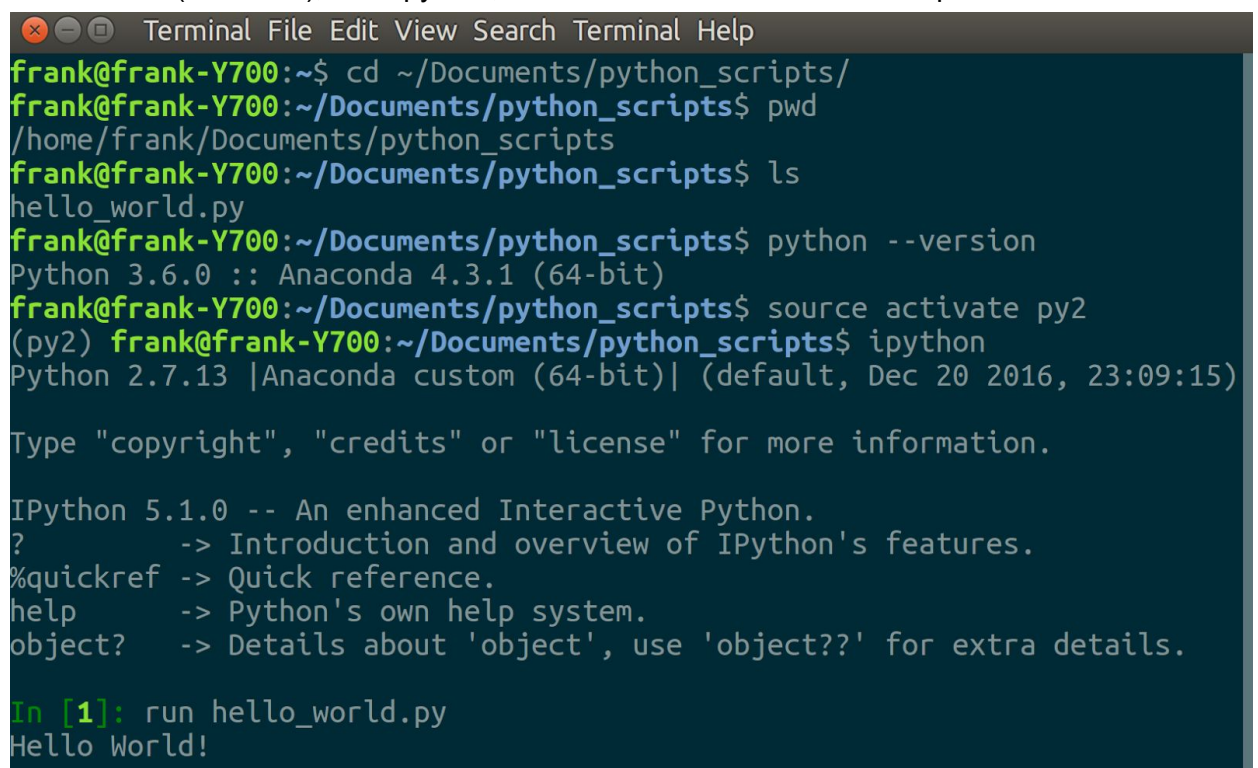 Terminal File Edit View Search Terminal Help
frank@frank-Y700:~$ cd ~/Documents/python_scripts/
frank@frank-Y700:~/Documents/python_scripts$ pwd
/home/frank/Documents/python_scripts
frank@frank-Y700:~/Documents/python_scripts$ ls
hello_world.py
frank@frank-Y700:~/Documents/python_scripts$ python --version
Python 3.6.0 :: Anaconda 4.3.1 (64-bit)
frank@frank-Y700:~/Documents/python_scripts$ source activate py2
(py2) frank@frank-Y700:~/Documents/python_scripts$ ipython
Python 2.7.13 |Anaconda custom (64-bit)| (default, Dec 20 2016, 23:09:15)
Type "copyright", "credits" or "license" for more information.
IPython 5.1.0 -- An enhanced Interactive Python.
?         -> Introduction and overview of IPython's features.
%quickref -> Quick reference.
help      -> Python's own help system.
object?   -> Details about 'object', use 'object??' for extra details.
In [1]: run hello_world.py
Hello World!